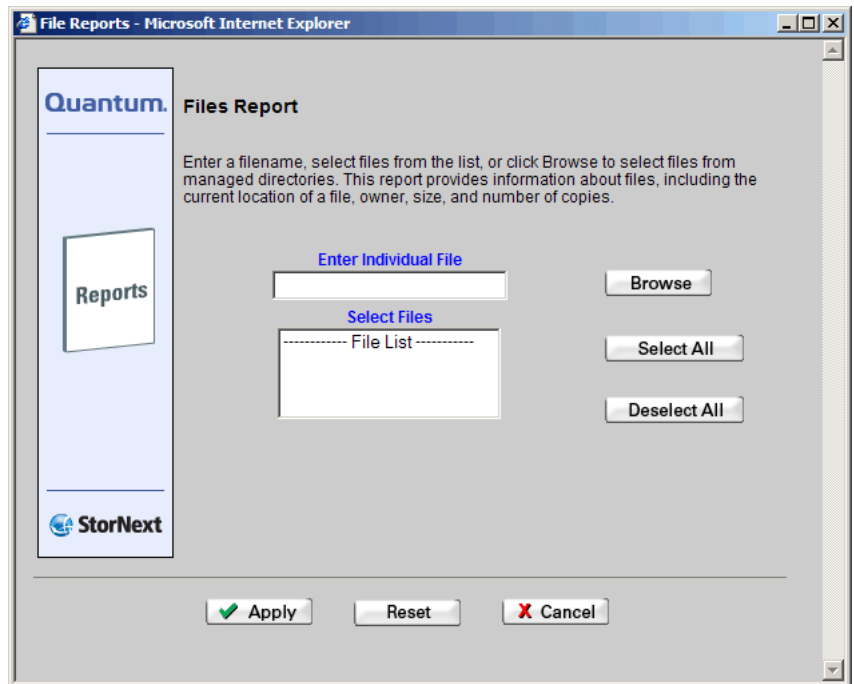 File Reports - Microsoft Internet Explorer
Quantum.
Files Report
Enter a filename, select files from the list, or click Browse to select files from
managed directories. This report provides information about files, including the
current location of a file, owner, size, and number of copies.
Reports
Enter Individual File
Browse
Select Files
------------ File List -----------
Select All
Deselect All
StorNext
Apply
Reset
Cancel